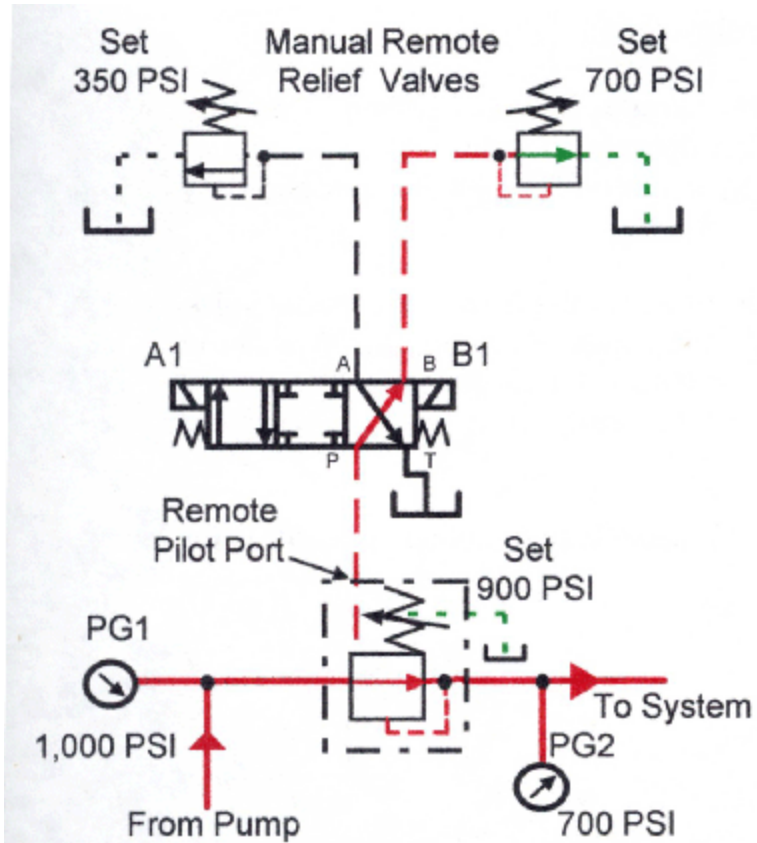 Set
350 PSI
Manual Remote
Relief Valves
Set
700 PSI
A1
A
B
B1
P
T
Remote
Pilot Port
Set
900 PSI
PG1
1,000 PSI
To System
PG2
700 PSI
From Pump